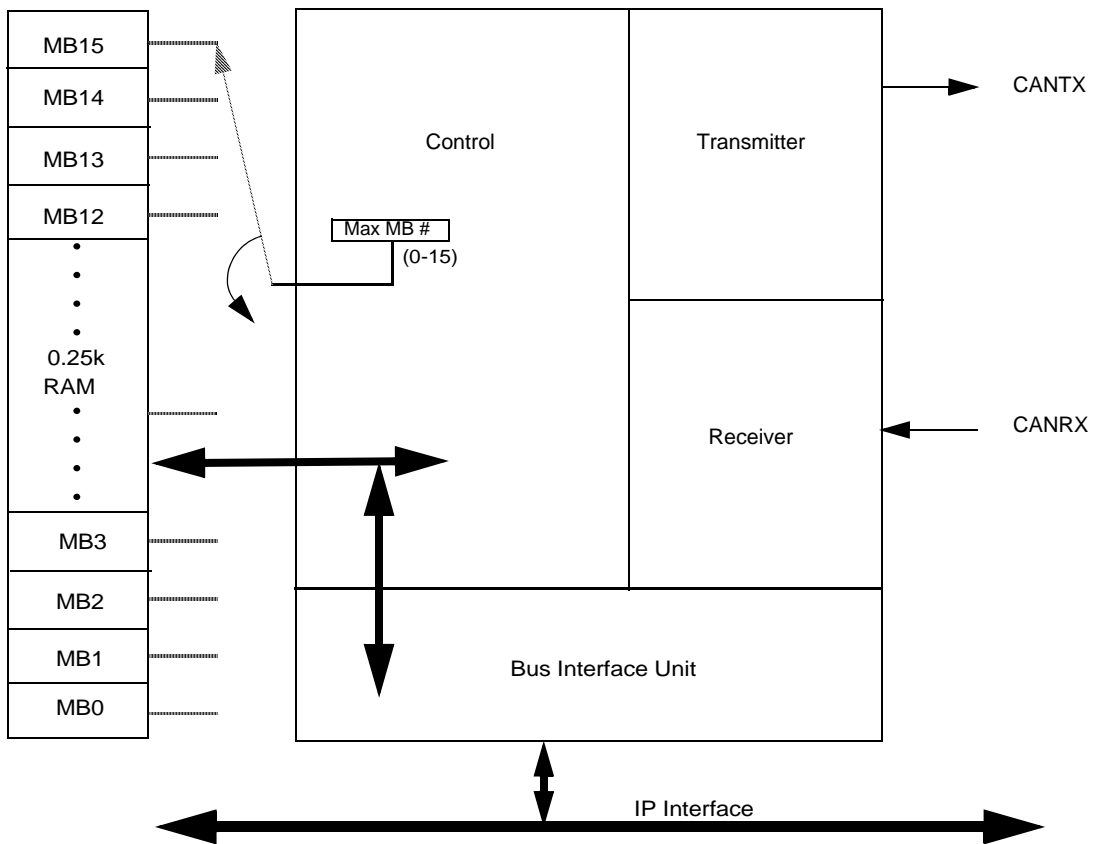 MB15
MB14
MB13
MB12
0.25k
RAM
MB3
MB2
MB1
MB0
Control
Max MB #
(0-15)
Transmitter
Receiver
Bus Interface Unit
CANTX
CANRX
IP Interface